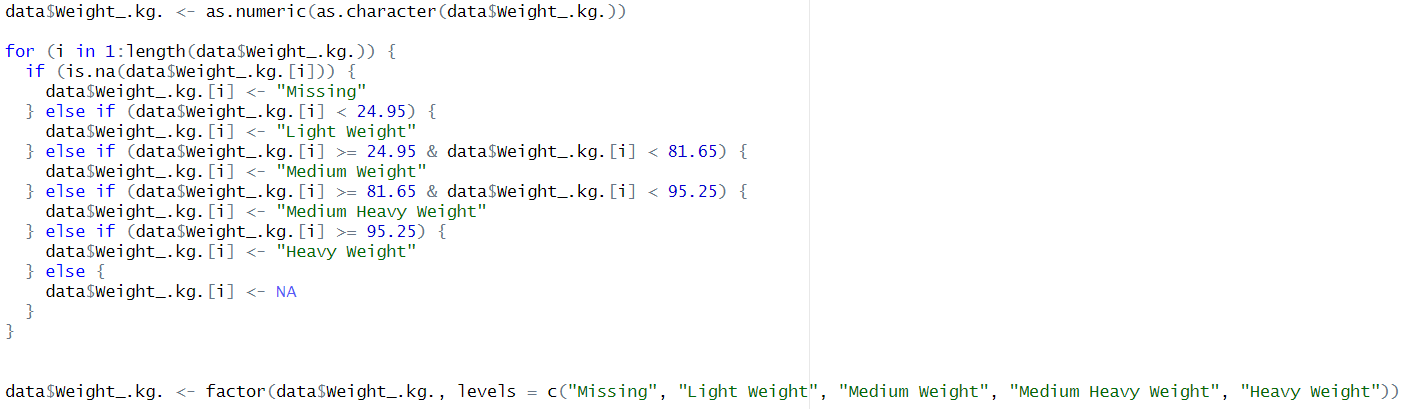 data$Weight_.kg. <- as.numeric(as.character(data$Weight_.kg.))
for (i in 1:length(data$Weight_.kg.)) {
  if (is.na(data$Weight_.kg.[i])) {
    data$Weight_.kg.[i] <- "Missing"
  } else if (data$Weight_.kg.[i] < 24.95) {
    data$Weight_.kg.[i] <- "Light Weight"
  } else if (data$Weight_.kg.[i] >= 24.95 & data$Weight_.kg.[i] < 81.65) {
    data$Weight_.kg.[i] <- "Medium Weight"
  } else if (data$Weight_.kg.[i] >= 81.65 & data$Weight_.kg.[i] < 95.25) {
    data$Weight_.kg.[i] <- "Medium Heavy Weight"
  } else if (data$Weight_.kg.[i] >= 95.25) {
    data$Weight_.kg.[i] <- "Heavy Weight"
  } else {
    data$Weight_.kg.[i] <- NA
  }
}
data$Weight_.kg. <- factor(data$Weight_.kg., levels = c("Missing", "Light Weight", "Medium Weight", "Medium Heavy Weight", "Heavy Weight"))